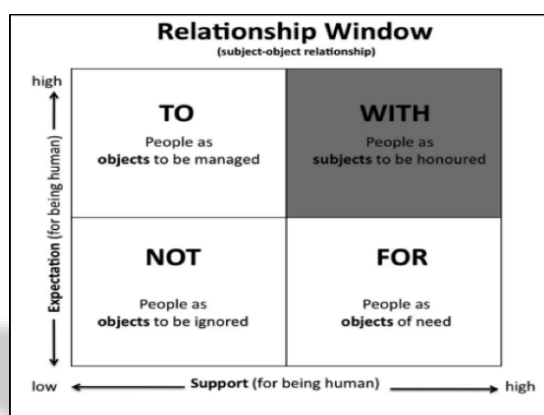 Relationship Window
(subject-object relationship)
high
TO
People as
objects to be managed
WITH
People as
subjects to be honoured
Expectation (for being human)
NOT
People as
objects to be ignored
FOR
People as
objects of need
low
Support (for being human)
high